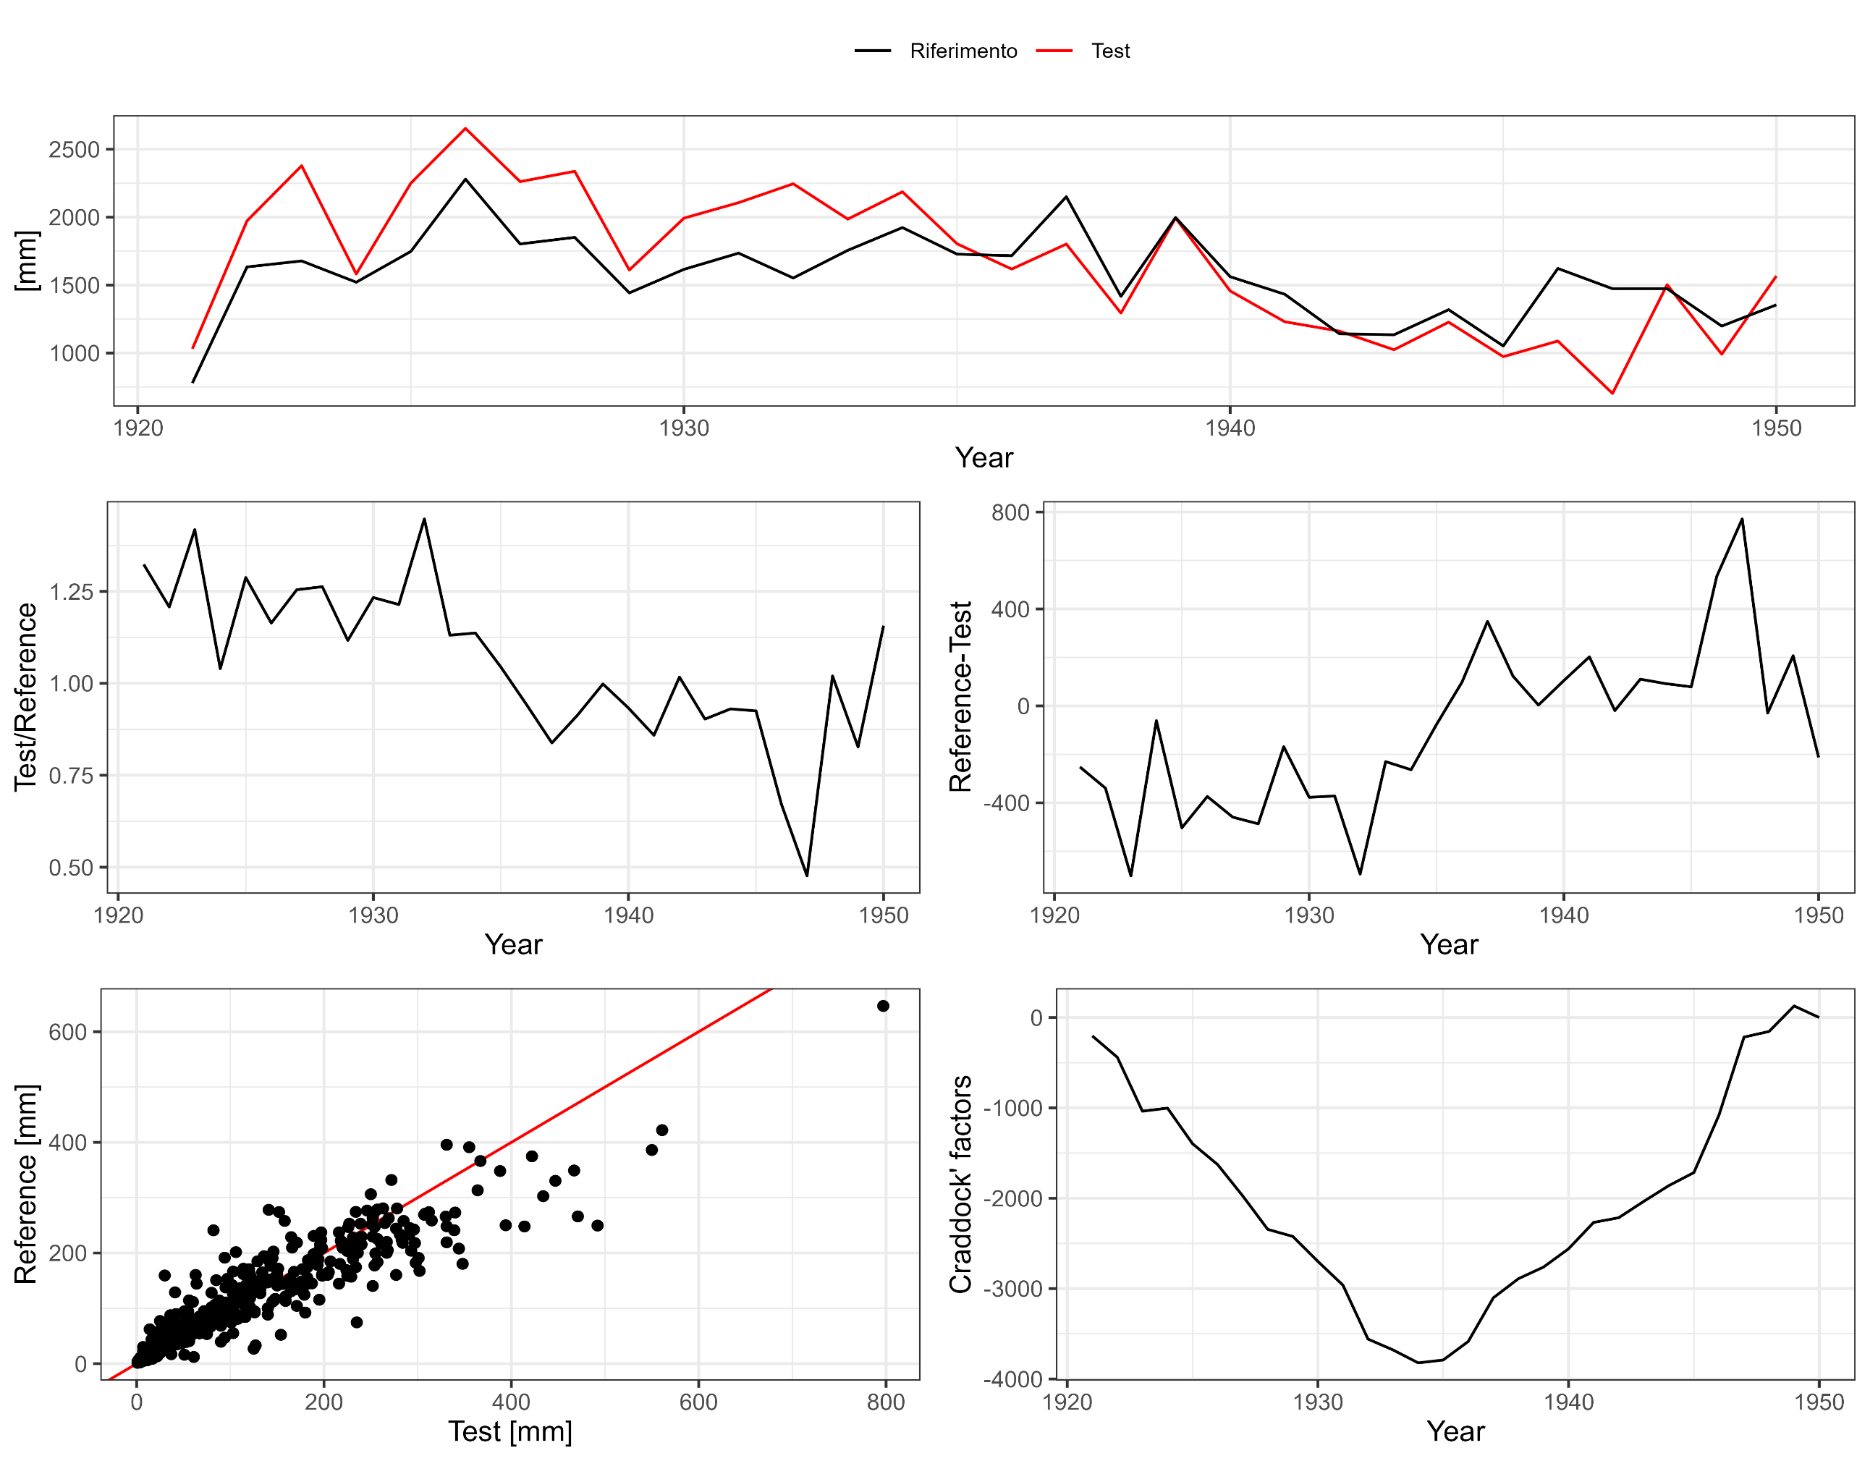 Riferimento Test
[mm]
2500
2000
1500
1000
1920 1930 1940 1950
Year
Test/Reference
1.25
1.00
0.75
0.50
1920 1930 1940 1950
Year
Reference-Test
800
400
0
-400
1920 1930 1940 1950
Year
Reference [mm]
600
400
200
0
0 200 400 600 800
Test [mm]
Craddock' factors
0
-1000
-2000
-3000
-4000
1920 1930 1940 1950
Year